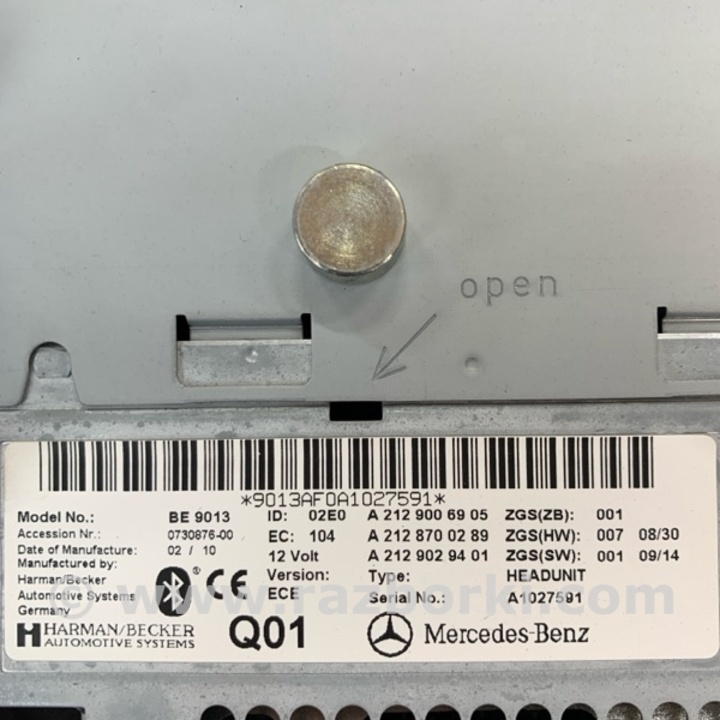 open
*9013AF0A1027591*
Model No.: BE 9013 ID: 02E0 A 212 900 69 05 ZGS(ZB): 001
Accession Nr.: 0730876-00 EC: 104 A 212 870 02 89 ZGS(HW): 007 08/30
Date of Manufacture: 02 / 10 12 Volt A 212 902 94 01 ZGS(SW): 001 09/14
Manufactured by:
Harman/Becker Version: Type: HEADUNIT
Automotive Systems ECE Serial No.: A1027591
Germany
CE
© www.razborki.com
HARMAN/BECKER Q01 Mercedes-Benz
AUTOMOTIVE SYSTEMS